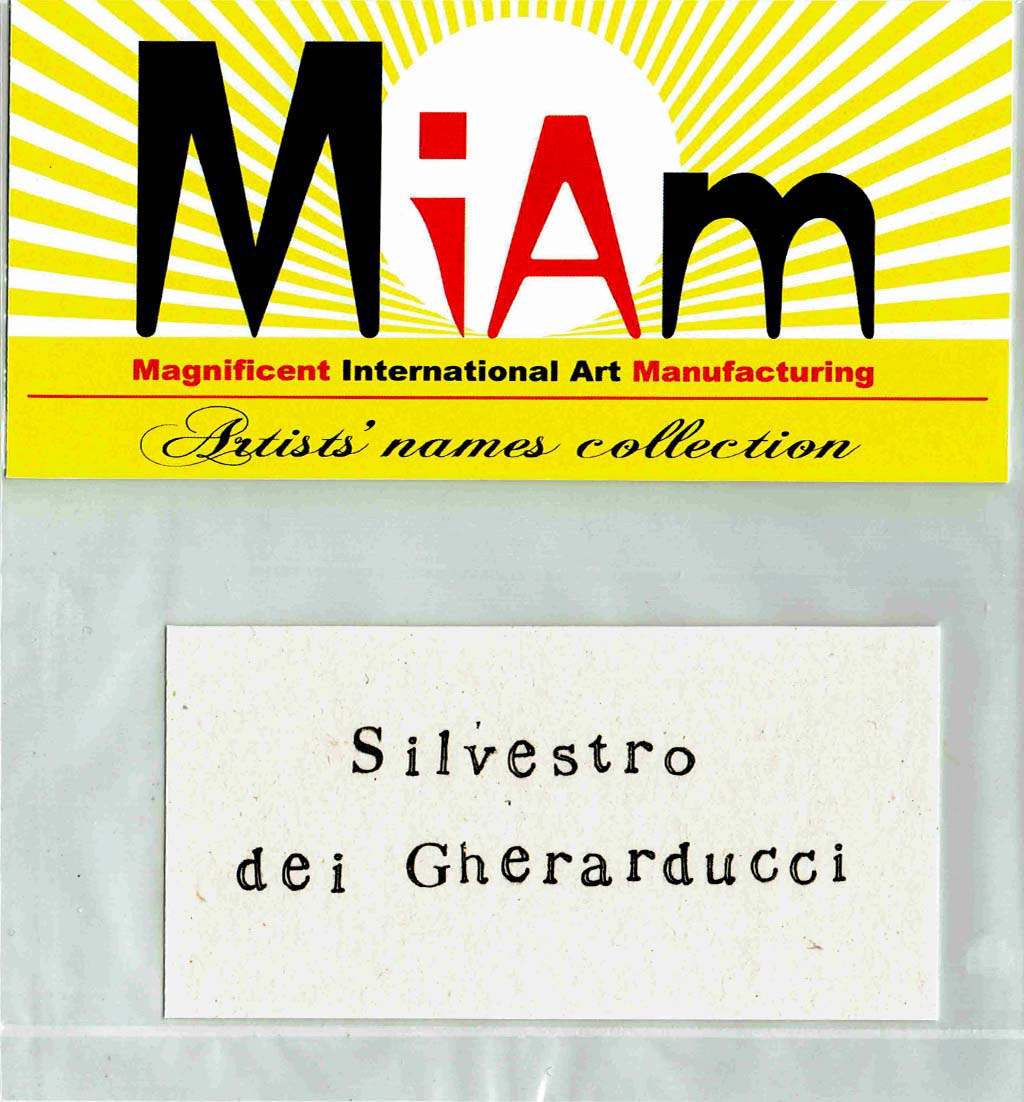 MiAm
Magnificent International Art Manufacturing
Artists' names collection
Silvestro
dei Gherarducci